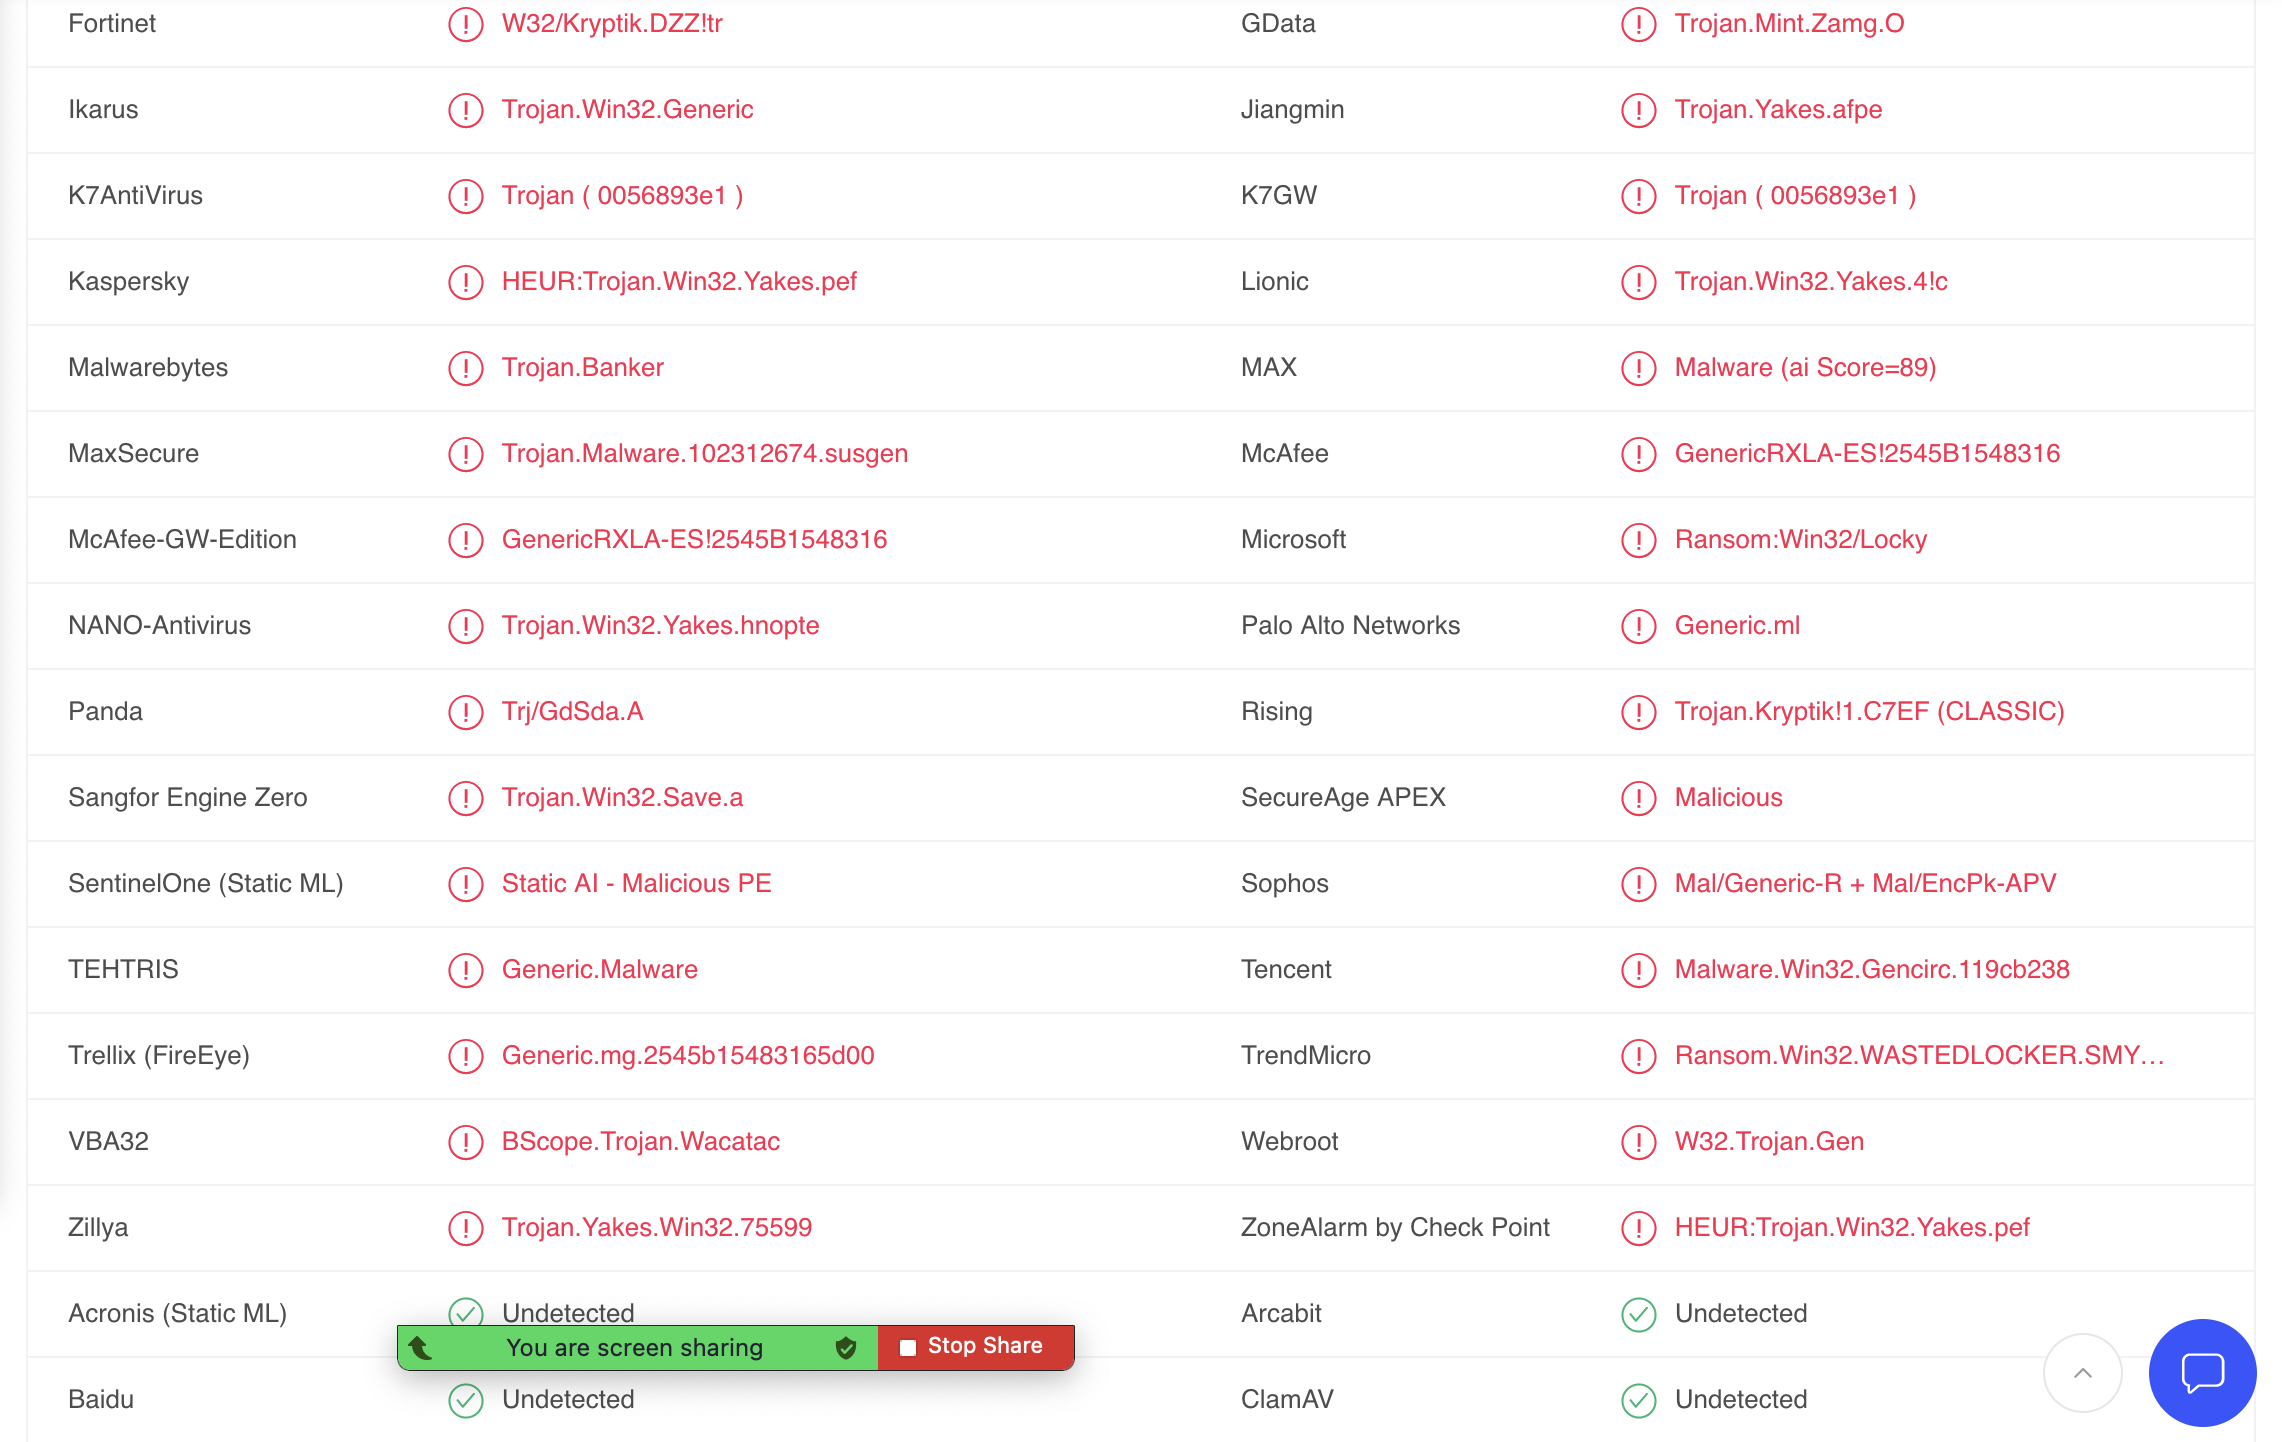 Fortinet W32/Kryptik.DZZ!tr GData Trojan.Mint.Zamg.O
Ikarus Trojan.Win32.Generic Jiangmin Trojan.Yakes.afpe
K7AntiVirus Trojan ( 0056893e1 ) K7GW Trojan ( 0056893e1 )
Kaspersky HEUR:Trojan.Win32.Yakes.pef Lionic Trojan.Win32.Yakes.4!c
Malwarebytes Trojan.Banker MAX Malware (ai Score=89)
MaxSecure Trojan.Malware.102312674.susgen McAfee GenericRXLA-ES!2545B1548316
McAfee-GW-Edition GenericRXLA-ES!2545B1548316 Microsoft Ransom:Win32/Locky
NANO-Antivirus Trojan.Win32.Yakes.hnopte Palo Alto Networks Generic.ml
Panda Trj/GdSda.A Rising Trojan.Kryptik!1.C7EF (CLASSIC)
Sangfor Engine Zero Trojan.Win32.Save.a SecureAge APEX Malicious
SentinelOne (Static ML) Static AI - Malicious PE Sophos Mal/Generic-R + Mal/EncPk-APV
TEHTRIS Generic.Malware Tencent Malware.Win32.Gencirc.119cb238
Trellix (FireEye) Generic.mg.2545b15483165d00 TrendMicro Ransom.Win32.WASTEDLOCKER.SMY…
VBA32 BScope.Trojan.Wacatac Webroot W32.Trojan.Gen
Zillya Trojan.Yakes.Win32.75599 ZoneAlarm by Check Point HEUR:Trojan.Win32.Yakes.pef
Acronis (Static ML) Undetected Arcabit Undetected
You are screen sharing Stop Share
Baidu Undetected ClamAV Undetected